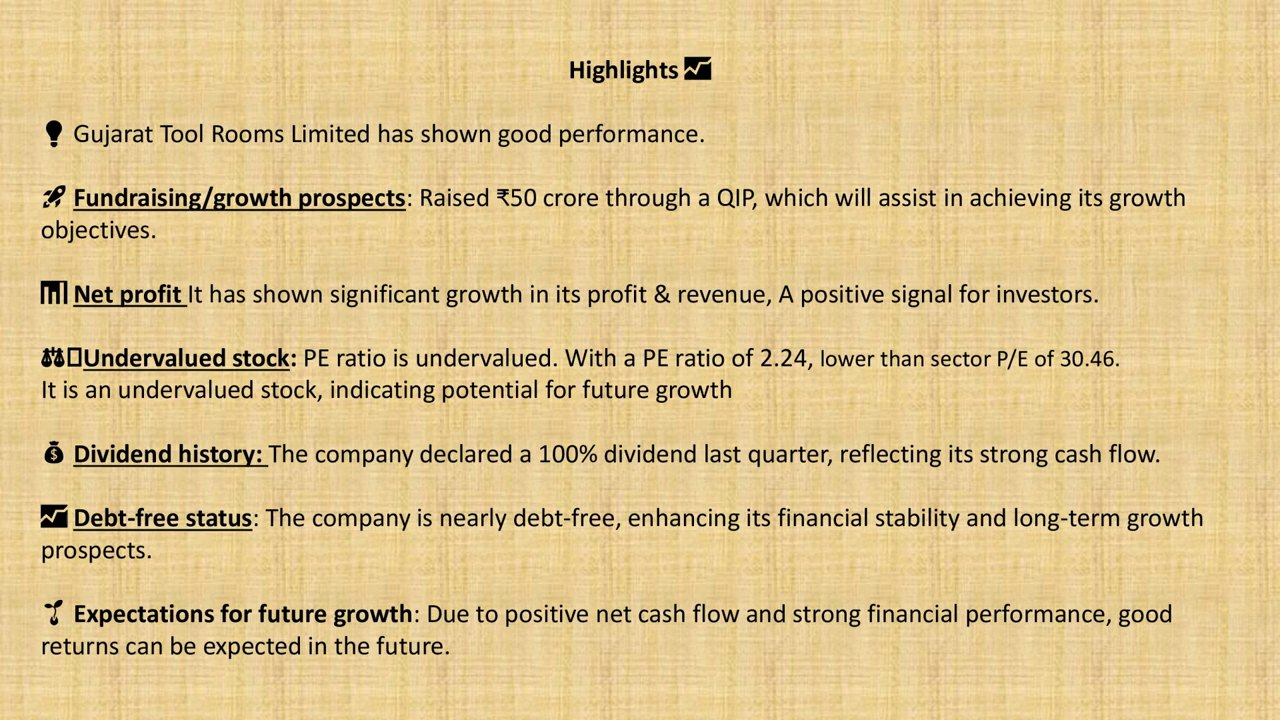 Highlights
Gujarat Tool Rooms Limited has shown good performance.
Fundraising/growth prospects: Raised ₹50 crore through a QIP, which will assist in achieving its growth
objectives.
Net profit It has shown significant growth in its profit & revenue, A positive signal for investors.
Undervalued stock: PE ratio is undervalued. With a PE ratio of 2.24, lower than sector P/E of 30.46.
It is an undervalued stock, indicating potential for future growth
Dividend history: The company declared a 100% dividend last quarter, reflecting its strong cash flow.
Debt-free status: The company is nearly debt-free, enhancing its financial stability and long-term growth
prospects.
Expectations for future growth: Due to positive net cash flow and strong financial performance, good
returns can be expected in the future.